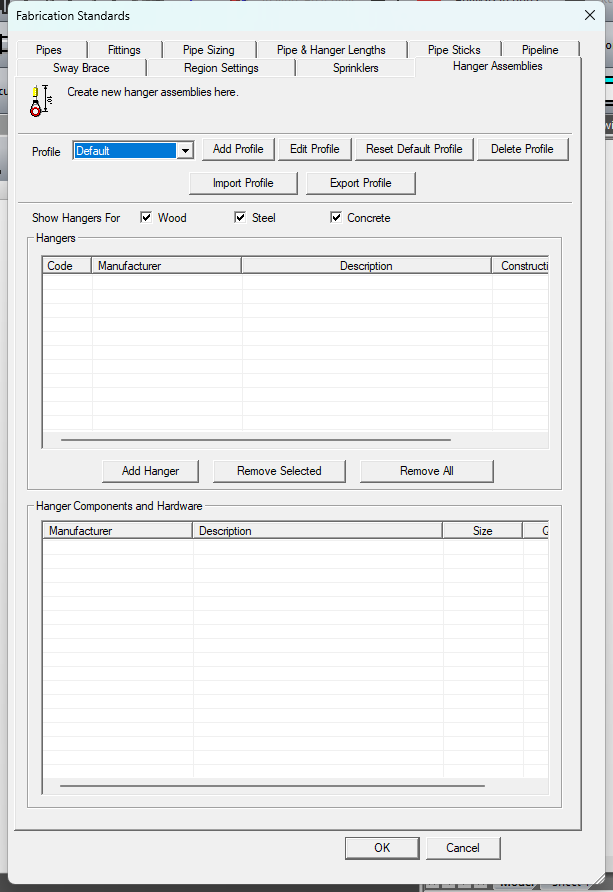 Fabrication Standards
Pipes Fittings Pipe Sizing Pipe & Hanger Lengths Pipe Sticks Pipeline
Sway Brace Region Settings Sprinklers Hanger Assemblies
Create new hanger assemblies here.
Profile Default Add Profile Edit Profile Reset Default Profile Delete Profile
Import Profile Export Profile
Show Hangers For Wood Steel Concrete
Hangers
Code Manufacturer Description Constructi
Add Hanger Remove Selected Remove All
Hanger Components and Hardware
Manufacturer Description Size
OK Cancel